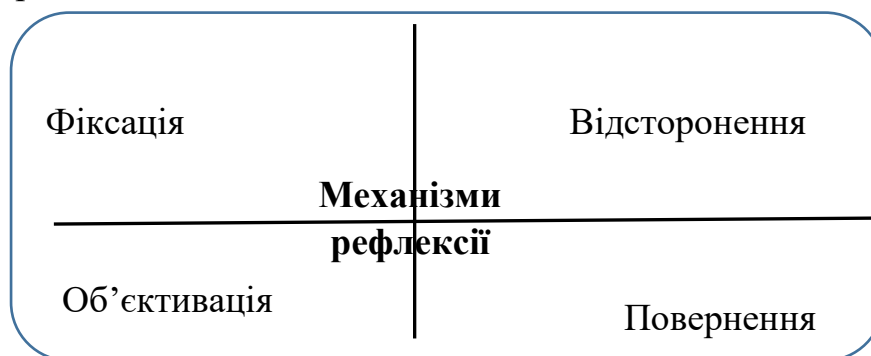 Фіксація
Відсторонення
Механізми
рефлексії
Об’єктивація
Повернення